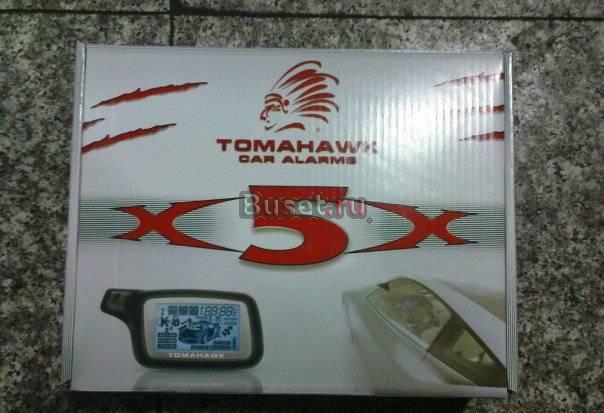 TOMAHAWK
CAR ALARMS
X5X
Buset.ru
TOMAHAWK